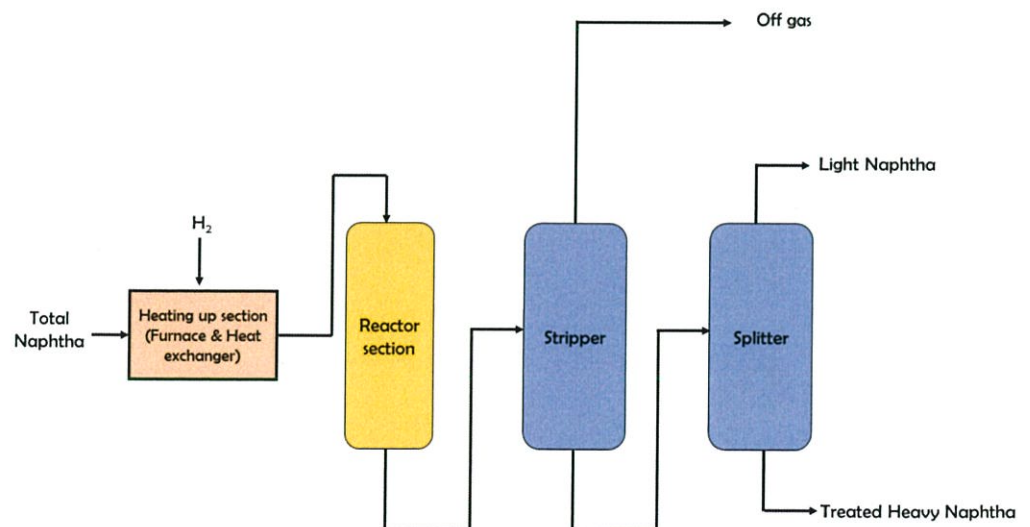 Off gas
Light Naphtha
H₂
Total
Naphtha
Heating up section
(Furnace & Heat
exchanger)
Reactor
section
Stripper
Splitter
Treated Heavy Naphtha